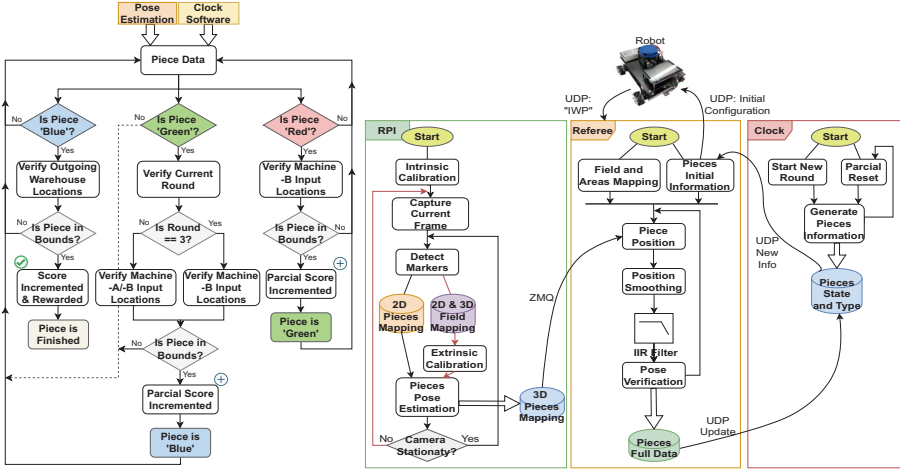 Pose
Estimation
Clock
Software
Piece Data
No
Is Piece
'Blue'?
Yes
No
Is Piece
'Green'?
Yes
Is Piece
'Red'?
No
Yes
Verify Outgoing
Warehouse
Locations
Verify Current
Round
Verify Machine
-B Input
Locations
No
Is Piece in
Bounds?
Yes
No
Is Round
== 3?
Yes
Is Piece in
Bounds?
No
Yes
Score
Incremented
& Rewarded
Verify Machine
-A/-B Input
Locations
Verify Machine
-B Input
Locations
Parcial Score
Incremented
Piece is
Finished
Piece is
'Green'
No
Is Piece in
Bounds?
Yes
Parcial Score
Incremented
Piece is
'Blue'
RPI
Start
Intrinsic
Calibration
Capture
Current
Frame
Detect
Markers
2D
Pieces
Mapping
2D & 3D
Field
Mapping
Extrinsic
Calibration
Pieces
Pose
Estimation
No
Camera
Stationaty?
Yes
3D
Pieces
Mapping
ZMQ
Robot
UDP:
"IWP"
UDP: Initial
Configuration
Referee
Start
Field and
Areas Mapping
Pieces
Initial
Information
Piece
Position
Position
Smoothing
IIR Filter
Pose
Verification
Pieces
Full Data
UDP
Update
UDP
New
Info
Clock
Start
Start New
Round
Parcial
Reset
Generate
Pieces
Information
Pieces
State
and Type